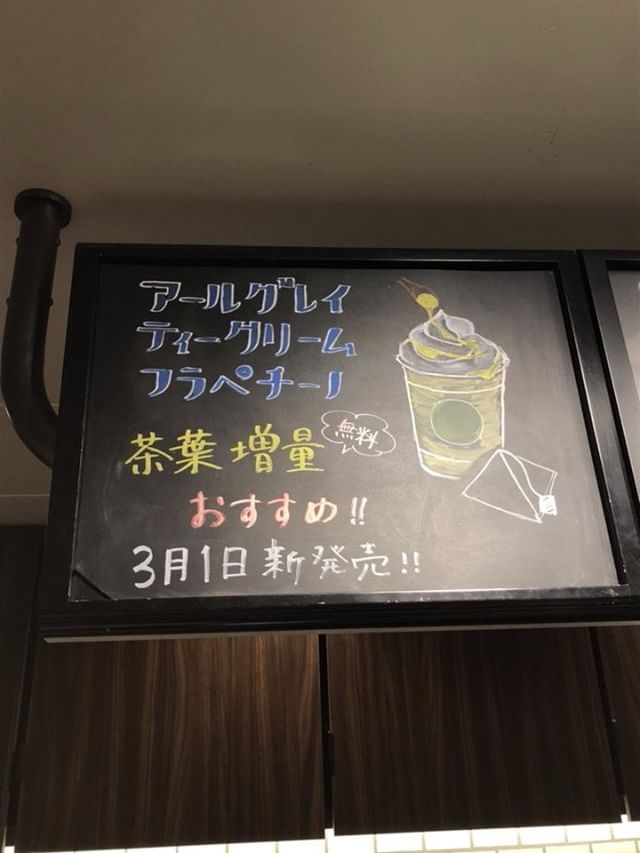 アールグレイ
ティークリーム
フラペチーノ
茶葉増量
無料
おすすめ!!
3月1日新発売!!